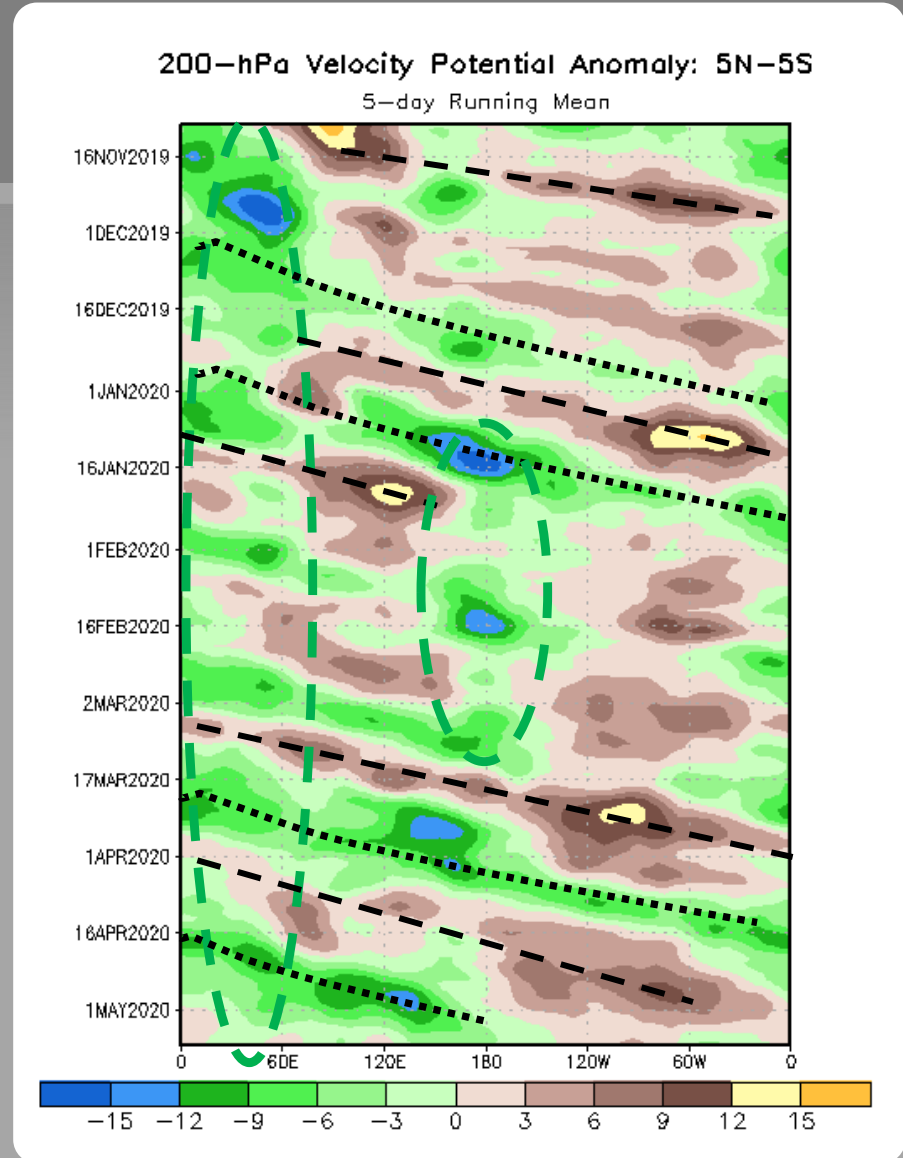 200-hPa Velocity Potential Anomaly: 5N-5S
5-day Running Mean
16NOV2019
1DEC2019
16DEC2019
1JAN2020
16JAN2020
1FEB2020
16FEB2020
2MAR2020
17MAR2020
1APR2020
16APR2020
1MAY2020
0 60E 120E 180 120W 60W 0
-15 -12 -9 -6 -3 0 3 6 9 12 15